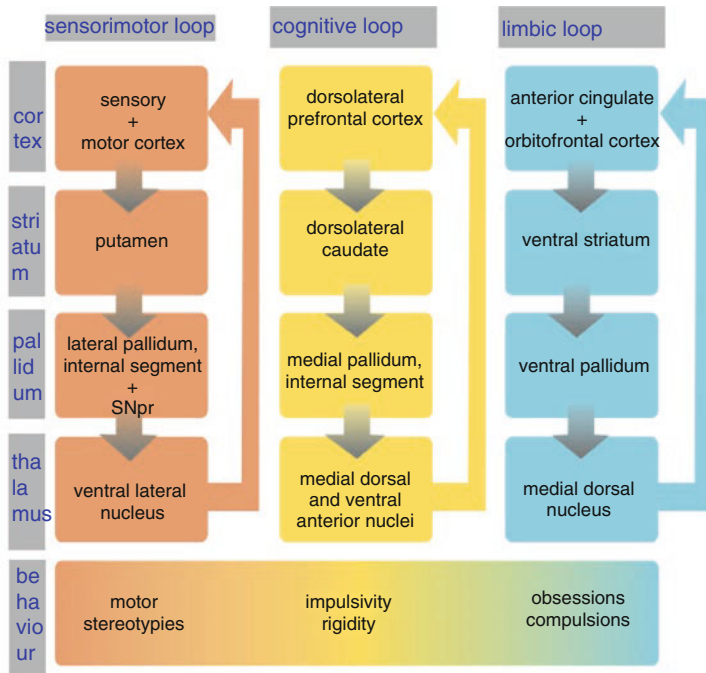 sensorimotor loop
cognitive loop
limbic loop
cor
tex
sensory
+
motor cortex
dorsolateral
prefrontal cortex
anterior cingulate
+
orbitofrontal cortex
stri
atu
m
putamen
dorsolateral
caudate
ventral striatum
pal
lid
um
lateral pallidum,
internal segment
+
SNpr
medial pallidum,
internal segment
ventral pallidum
tha
la
mus
ventral lateral
nucleus
medial dorsal
and ventral
anterior nuclei
medial dorsal
nucleus
be
ha
vio
ur
motor
stereotypies
impulsivity
rigidity
obsessions
compulsions